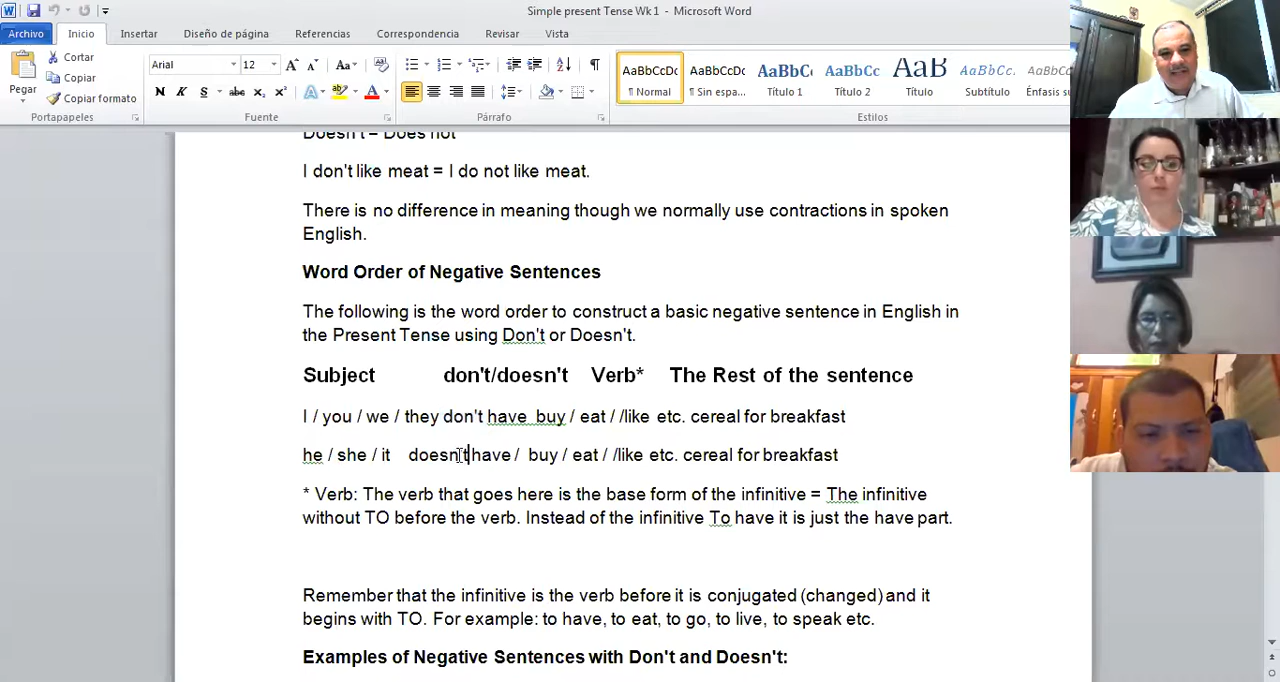 Simple present Tense Wk 1 - Microsoft Word
Archivo Inicio Insertar Diseño de página Referencias Correspondencia Revisar Vista
Pegar
Cortar
Copiar
Copiar formato
Portapapeles
Arial 12 Aa
N K S abc x₂ x² A ab A
Fuente
Párrafo
AaBbCcDc AaBbCcDc AaBbC AaBbCc AaB AaBbCc. AaBbCcDc
¶ Normal ¶ Sin espa... Título 1 Título 2 Título Subtítulo Énfasis sut
Estilos
Doesn't = Does not
I don't like meat = I do not like meat.
There is no difference in meaning though we normally use contractions in spoken
English.
Word Order of Negative Sentences
The following is the word order to construct a basic negative sentence in English in
the Present Tense using Don't or Doesn't.
Subject don't/doesn't Verb* The Rest of the sentence
I / you / we / they don't have buy / eat / /like etc. cereal for breakfast
he / she / it doesn't have / buy / eat / /like etc. cereal for breakfast
* Verb: The verb that goes here is the base form of the infinitive = The infinitive
without TO before the verb. Instead of the infinitive To have it is just the have part.
Remember that the infinitive is the verb before it is conjugated (changed) and it
begins with TO. For example: to have, to eat, to go, to live, to speak etc.
Examples of Negative Sentences with Don't and Doesn't: